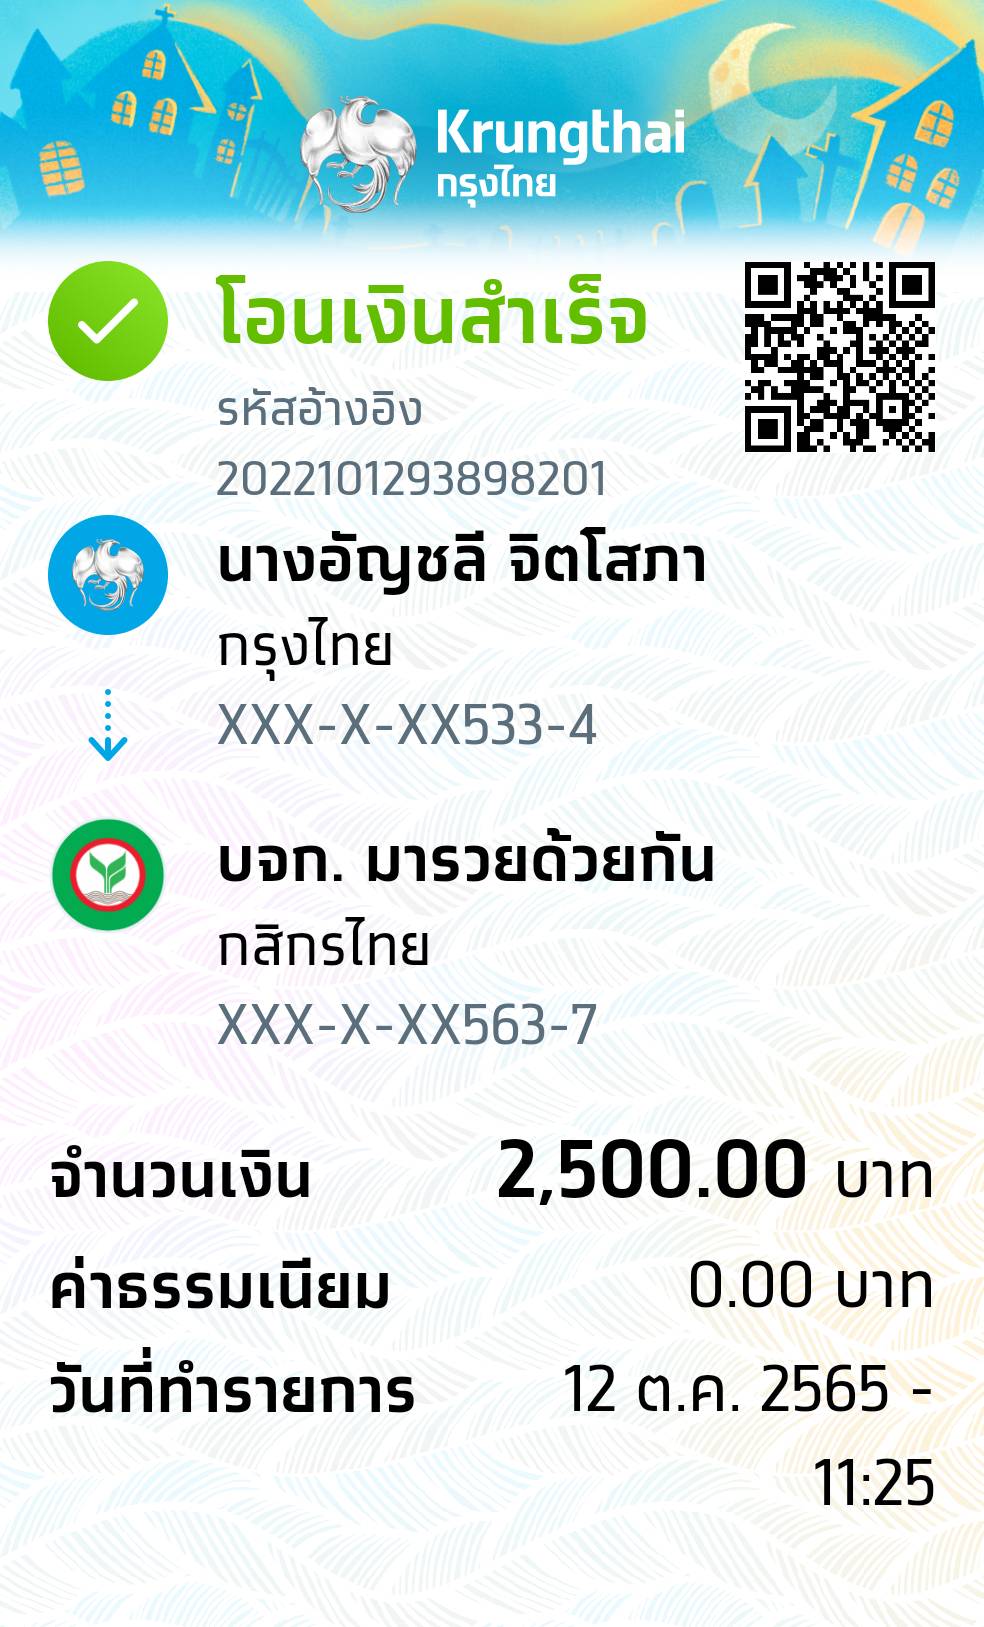 Krungthai
กรุงไทย
โอนเงินสำเร็จ
รหัสอ้างอิง
2022101293898201
นางอัญชลี จิตโสภา
กรุงไทย
XXX-X-XX533-4
บจก. มารวยด้วยกัน
กสิกรไทย
XXX-X-XX563-7
จำนวนเงิน 2,500.00 บาท
ค่าธรรมเนียม 0.00 บาท
วันที่ทำรายการ 12 ต.ค. 2565 -
11:25